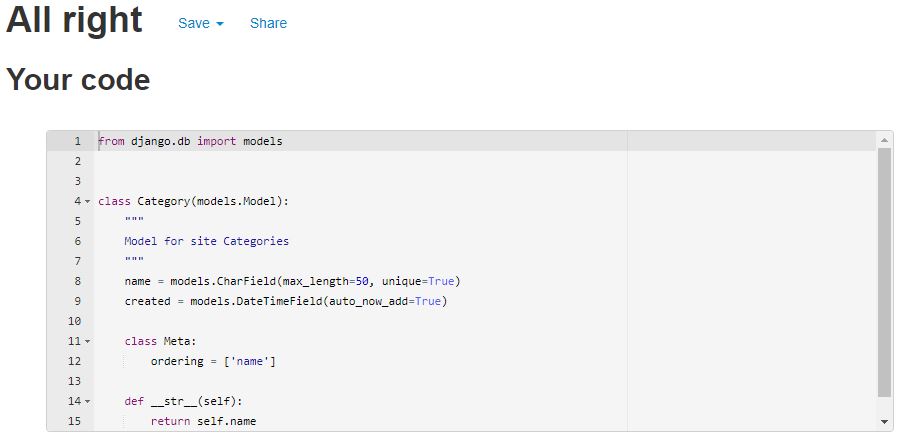 All right Save Share
Your code
1 from django.db import models
2
3
4 class Category(models.Model):
5     """
6     Model for site Categories
7     """
8     name = models.CharField(max_length=50, unique=True)
9     created = models.DateTimeField(auto_now_add=True)
10
11     class Meta:
12         ordering = ['name']
13
14     def __str__(self):
15         return self.name